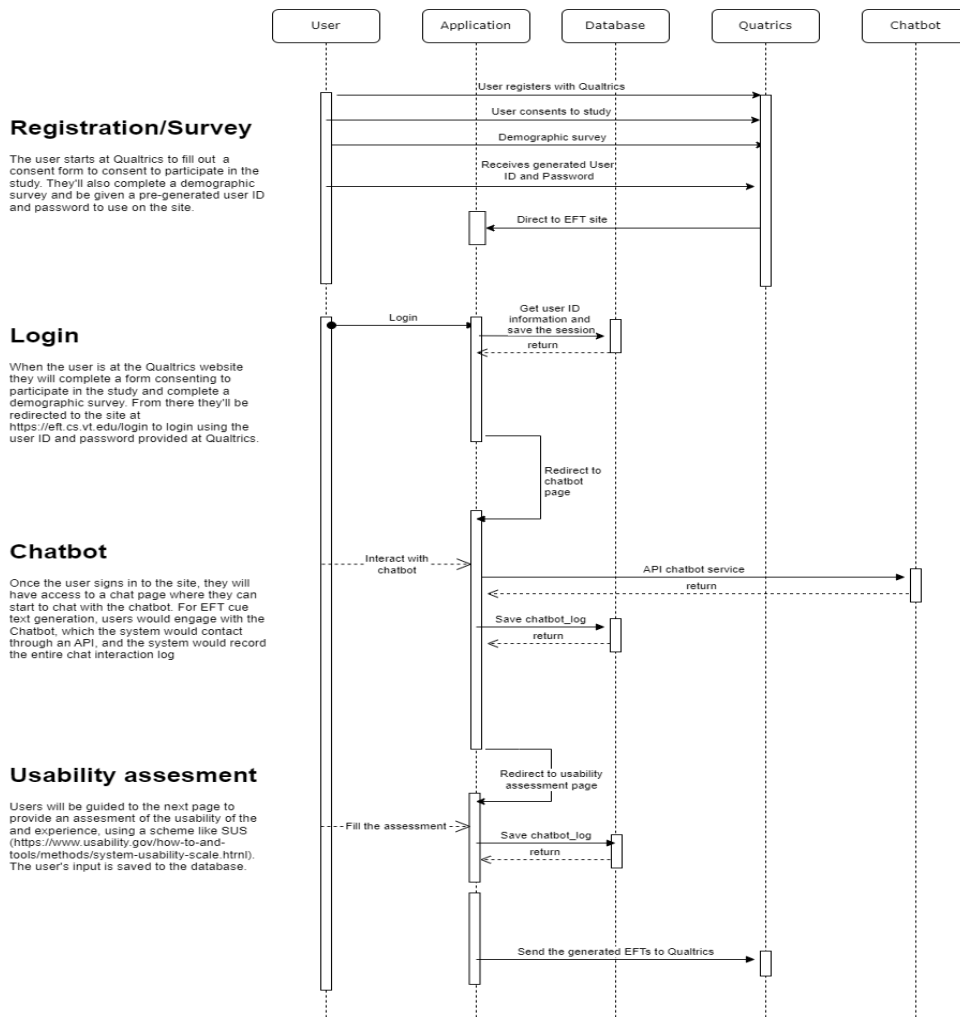 User
Application
Database
Quatrics
Chatbot
User registers with Qualtrics
User consents to study
Demographic survey
Receives generated User
ID and Password
Direct to EFT site
Registration/Survey
The user starts at Qualtrics to fill out a
consent form to consent to participate in the
study. They'll also complete a demographic
survey and be given a pre-generated user ID
and password to use on the site.
Login
Get user ID
information and
save the session
return
Login
When the user is at the Qualtrics website
they will complete a form consenting to
participate in the study and complete a
demographic survey. From there they'll be
redirected to the site at
https://eft.cs.vt.edu/login to login using the
user ID and password provided at Qualtrics.
Redirect to
chatbot
page
Chatbot
Once the user signs in to the site, they will
have access to a chat page where they can
start to chat with the chatbot. For EFT cue
text generation, users would engage with the
Chatbot, which the system would contact
through an API, and the system would record
the entire chat interaction log
Interact with
chatbot
API chatbot service
return
Save chatbot_log
return
Usability assesment
Users will be guided to the next page to
provide an assesment of the usability of the
and experience, using a scheme like SUS
(https://www.usability.gov/how-to-and-
tools/methods/system-usability-scale.html).
The user's input is saved to the database.
Redirect to usability
assessment page
Fill the assessment
Save chatbot_log
return
Send the generated EFTs to Qualtrics